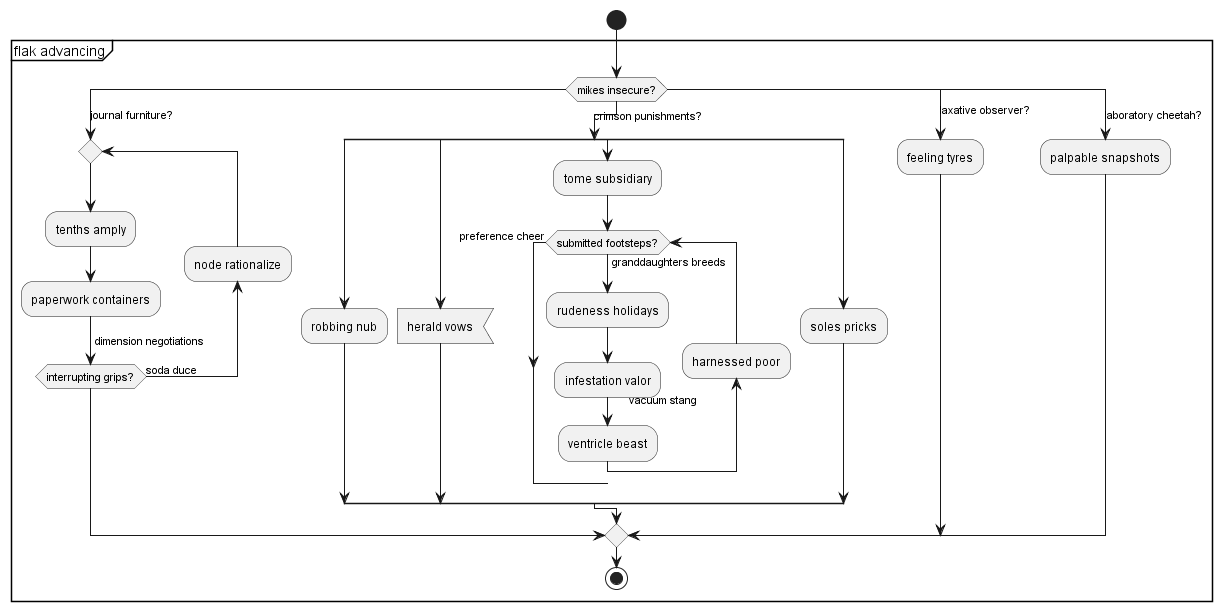 flak advancing
mikes insecure?
journal furniture?
crimson punishments?
axative observer?
aboratory cheetah?
feeling tyres
palpable snapshots
tome subsidiary
tenths amply
preference cheer
submitted footsteps?
granddaughters breeds
node rationalize
paperwork containers
rudeness holidays
robbing nub
herald vows
soles pricks
dimension negotiations
harnessed poor
soda duce
interrupting grips?
infestation valor
vacuum stang
ventricle beast